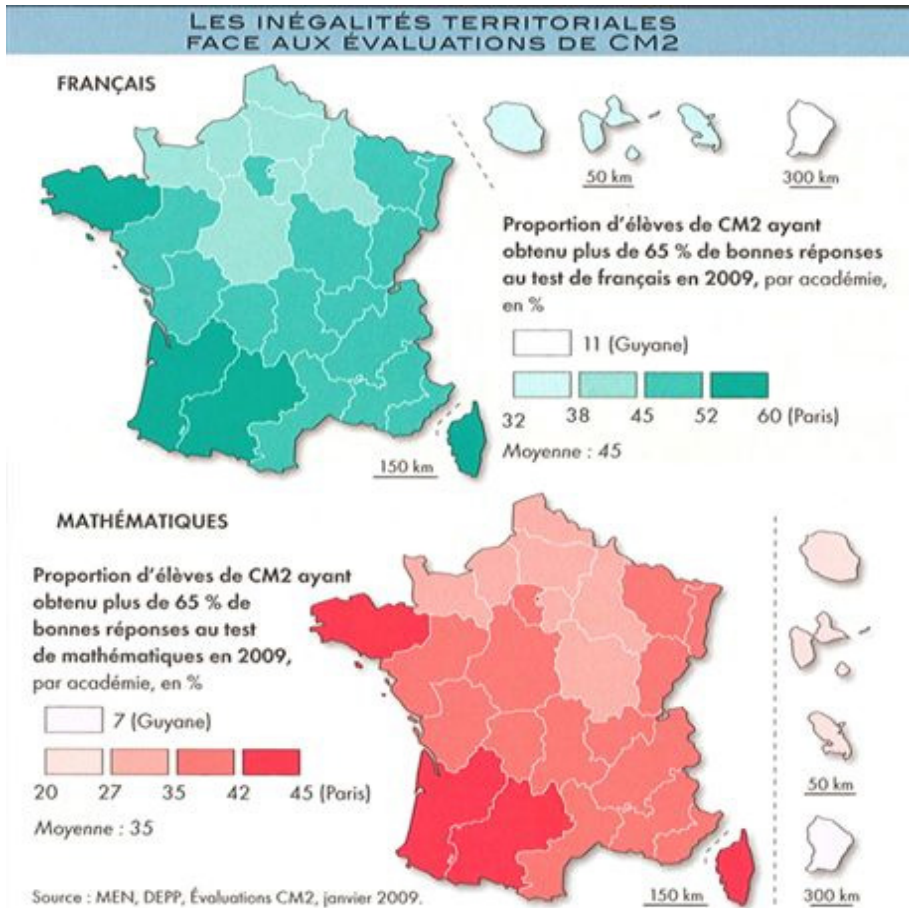 LES INÉGALITÉS TERRITORIALES
FACE AUX ÉVALUATIONS DE CM2
FRANÇAIS
50 km
300 km
Proportion d'élèves de CM2 ayant
obtenu plus de 65 % de bonnes réponses
au test de français en 2009, par académie,
en %
11 (Guyane)
32 38 45 52 60 (Paris)
Moyenne : 45
150 km
MATHÉMATIQUES
Proportion d'élèves de CM2 ayant
obtenu plus de 65 % de
bonnes réponses au test
de mathématiques en 2009,
par académie, en %
7 (Guyane)
20 27 35 42 45 (Paris)
Moyenne : 35
50 km
150 km
300 km
Source : MEN, DEPP, Évaluations CM2, janvier 2009.